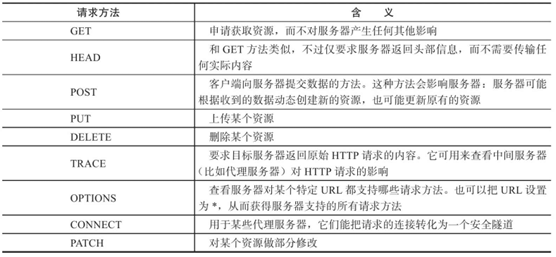 请求方法 含 义
GET 申请获取资源，而不对服务器产生任何其他影响
HEAD 和 GET 方法类似，不过仅要求服务器返回头部信息，而不需要传输任
何实际内容
POST 客户端向服务器提交数据的方法。这种方法会影响服务器：服务器可能
根据收到的数据动态创建新的资源，也可能更新原有的资源
PUT 上传某个资源
DELETE 删除某个资源
TRACE 要求目标服务器返回原始 HTTP 请求的内容。它可用来查看中间服务器
（比如代理服务器）对 HTTP 请求的影响
OPTIONS 查看服务器对某个特定 URL 都支持哪些请求方法。也可以把 URL 设置
为 *，从而获得服务器支持的所有请求方法
CONNECT 用于某些代理服务器，它们能把请求的连接转化为一个安全隧道
PATCH 对某个资源做部分修改